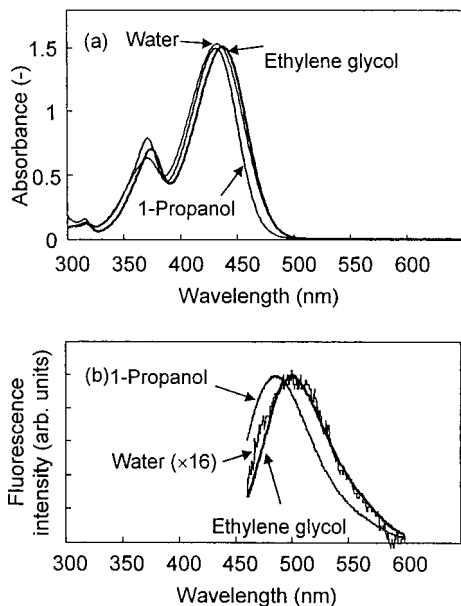 (a)
Water
Ethylene glycol
1-Propanol
Absorbance (-)
1.5
1
0.5
0
300 350 400 450 500 550 600
Wavelength (nm)
(b)
1-Propanol
Water (×16)
Ethylene glycol
Fluorescence
intensity (arb. units)
300 350 400 450 500 550 600
Wavelength (nm)